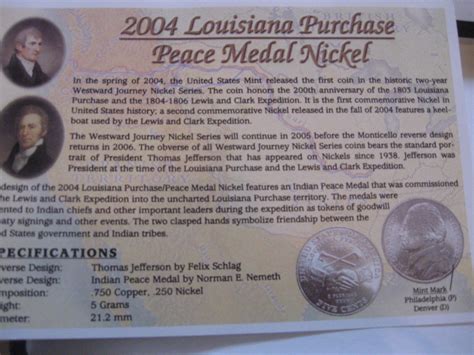 2004 Louisiana Purchase
Peace Medal Nickel
In the spring of 2004, the United States Mint released the first coin in the historic two-year
Westward Journey Nickel Series. The coin honors the 200th anniversary of the 1803 Louisiana
Purchase and the 1804-1806 Lewis and Clark Expedition. It is the first commemorative Nickel in
United States history; a second commemorative Nickel released in the fall of 2004 features a keel-
boat used by the Lewis and Clark Expedition.
The Westward Journey Nickel Series will continue in 2005 before the Monticello reverse design
returns in 2006. The obverse of all Westward Journey Series coins bears the standard por-
trait of President Thomas Jefferson that has appeared on Nickels since 1938. Jefferson was
President at the time of the Louisiana Purchase and the Lewis and Clark Expedition.
design of the 2004 Louisiana Purchase/Peace Medal Nickel features an Indian Peace Medal that was commissioned
the Lewis and Clark Expedition into the uncharted Louisiana Purchase territory. The medals were
ented to Indian chiefs and other important leaders during the expedition as tokens of goodwill
eaty signings and other events. The two clasped hands symbolize friendship between the
d States government and Indian tribes.
PECIFICATIONS
verse Design: Thomas Jefferson by Felix Schlag
verse Design: Indian Peace Medal by Norman E. Nemeth
mposition: .750 Copper, .250 Nickel
eight: 5 Grams
meter: 21.2 mm
FIVE CENTS
Mint Mark
Philadelphia (P)
Denver (D)